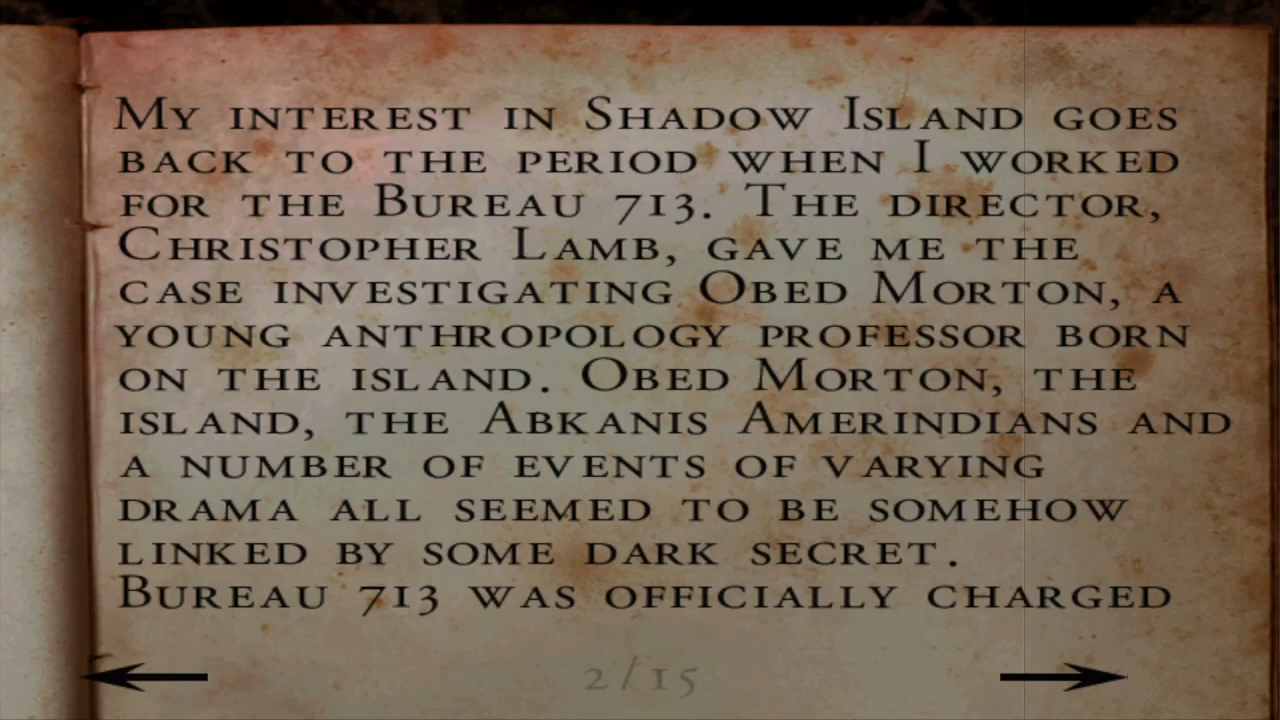 My interest in Shadow Island goes
back to the period when I worked
for the Bureau 713. The director,
Christopher Lamb, gave me the
case investigating Obed Morton, a
young anthropology professor born
on the island. Obed Morton, the
island, the Abkanis Amerindians and
a number of events of varying
drama all seemed to be somehow
linked by some dark secret.
Bureau 713 was officially charged
2/15